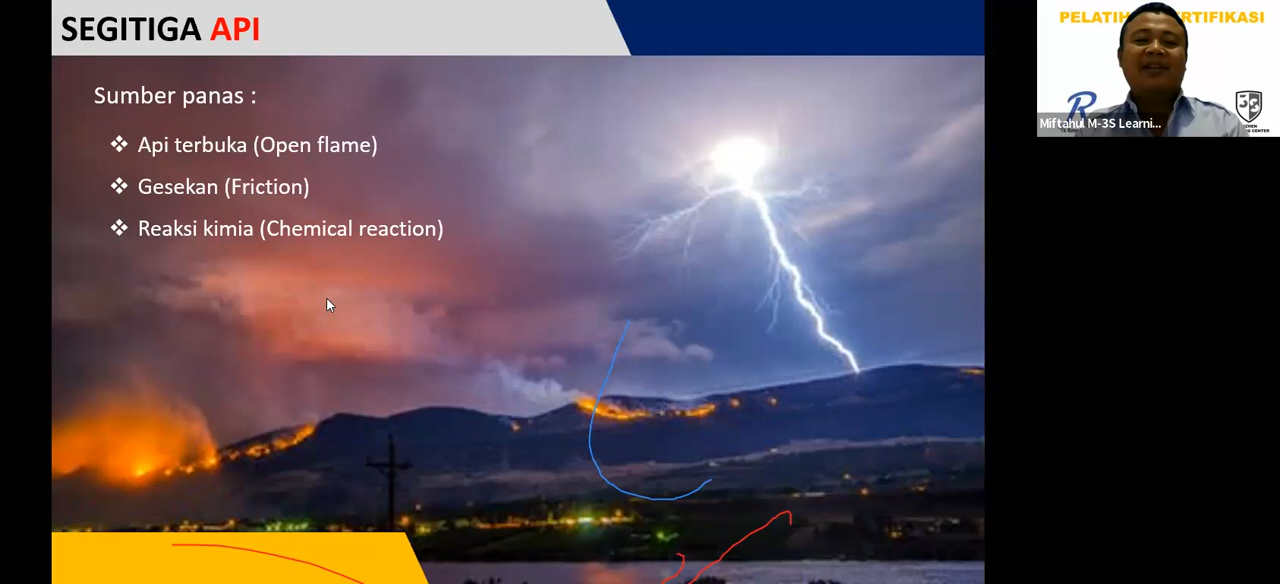 SEGITIGA API
Sumber panas :
❖ Api terbuka (Open flame)
❖ Gesekan (Friction)
❖ Reaksi kimia (Chemical reaction)
PELATIH
RTIFIKASI
R
3S
Miftahul M-3S Learni...